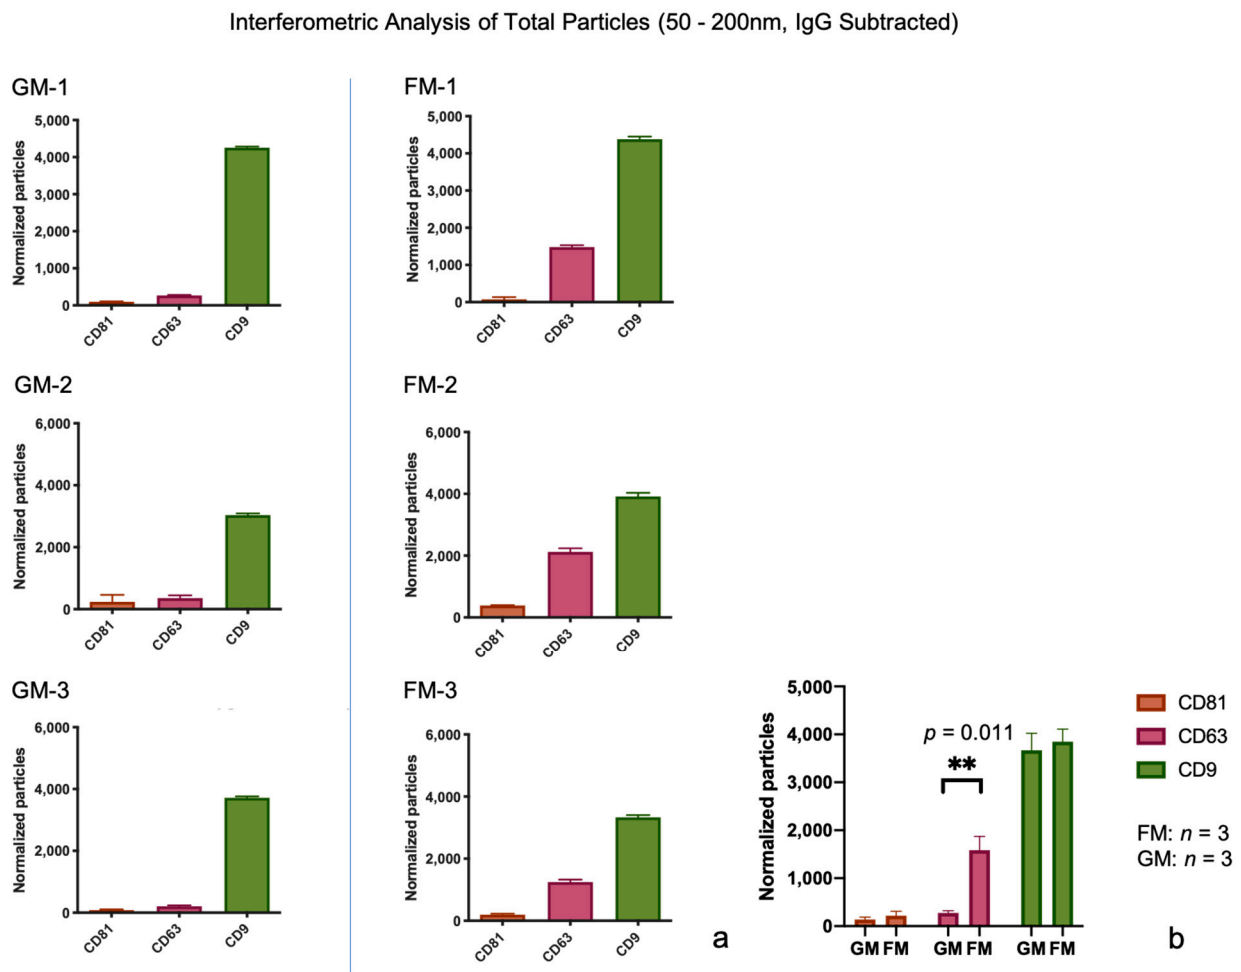 Interferometric Analysis of Total Particles (50 - 200nm, IgG Subtracted)
GM-1
5,000
4,000
3,000
2,000
1,000
0
Normalized particles
CD81
CD63
CD9
FM-1
5,000
4,000
3,000
2,000
1,000
0
Normalized particles
CD81
CD63
CD9
GM-2
6,000
4,000
2,000
0
Normalized particles
CD81
CD63
CD9
FM-2
6,000
4,000
2,000
0
Normalized particles
CD81
CD63
CD9
GM-3
6,000
4,000
2,000
0
Normalized particles
CD81
CD63
CD9
FM-3
6,000
4,000
2,000
0
Normalized particles
CD81
CD63
CD9
a
5,000
4,000
3,000
2,000
1,000
0
Normalized particles
p = 0.011
**
GM FM
GM FM
GM FM
CD81
CD63
CD9
FM: n = 3
GM: n = 3
b